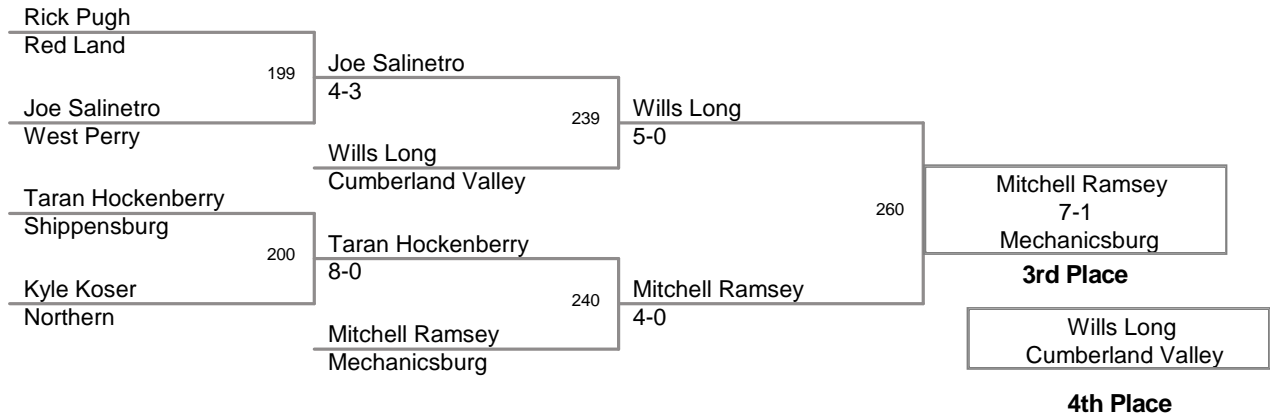 Rick Pugh
Red Land
199
Joe Salinetro
4-3
Joe Salinetro
West Perry
239
Wills Long
5-0
Wills Long
Cumberland Valley
Taran Hockenberry
Shippensburg
200
Taran Hockenberry
8-0
Kyle Koser
Northern
240
Mitchell Ramsey
4-0
Mitchell Ramsey
Mechanicsburg
260
Mitchell Ramsey
7-1
Mechanicsburg
3rd Place
Wills Long
Cumberland Valley
4th Place